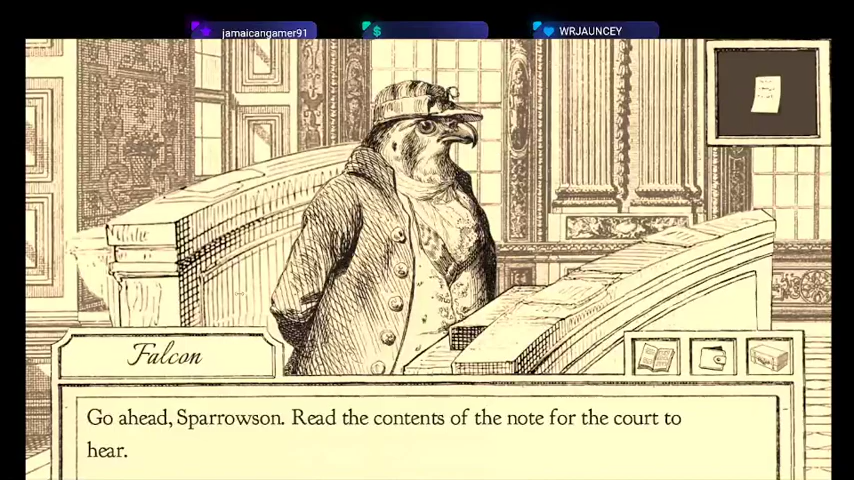 jamaicangamer91
$
WRJAUNCEY
Falcon
Go ahead, Sparrowson. Read the contents of the note for the court to
hear.